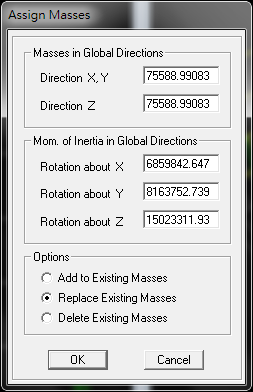 Assign Masses
Masses in Global Directions
Direction X,Y 75588.99083
Direction Z 75588.99083
Mom. of Inertia in Global Directions
Rotation about X 6859842.647
Rotation about Y 8163752.739
Rotation about Z 15023311.93
Options
Add to Existing Masses
Replace Existing Masses
Delete Existing Masses
OK Cancel